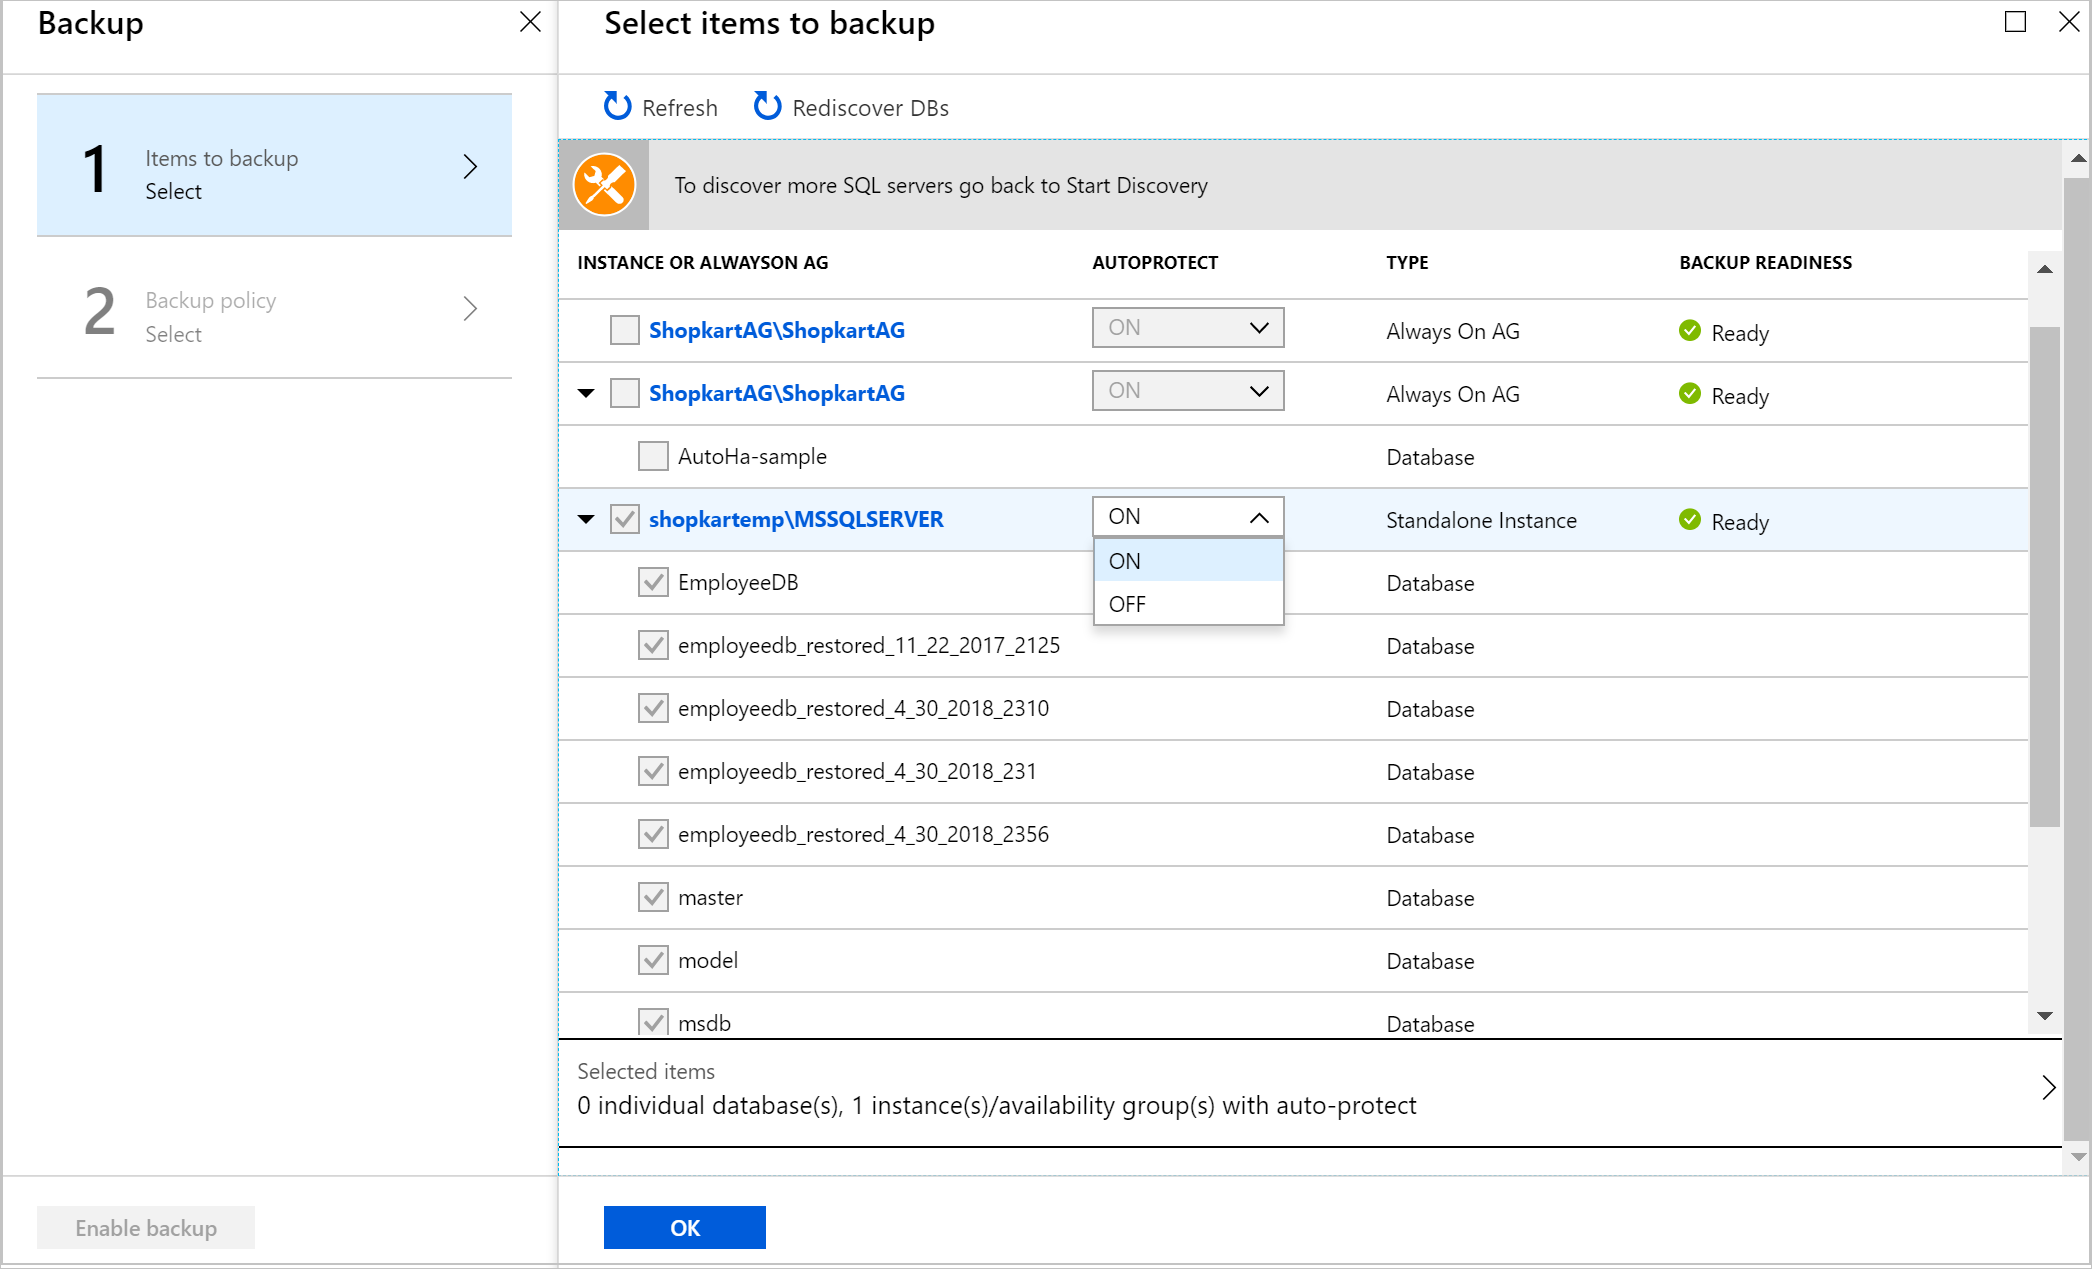 Backup
Select items to backup
Refresh Rediscover DBs
1 Items to backup
Select
To discover more SQL servers go back to Start Discovery
2 Backup policy
Select
INSTANCE OR ALWAYSON AG AUTOPROTECT TYPE BACKUP READINESS
ShopkartAG\ShopkartAG ON Always On AG Ready
ShopkartAG\ShopkartAG ON Always On AG Ready
AutoHa-sample Database
shopkartemp\MSSQLSERVER ON Standalone Instance Ready
ON
EmployeeDB Database
OFF
employeedb_restored_11_22_2017_2125 Database
employeedb_restored_4_30_2018_2310 Database
employeedb_restored_4_30_2018_231 Database
employeedb_restored_4_30_2018_2356 Database
master Database
model Database
msdb Database
Selected items
0 individual database(s), 1 instance(s)/availability group(s) with auto-protect
Enable backup
OK